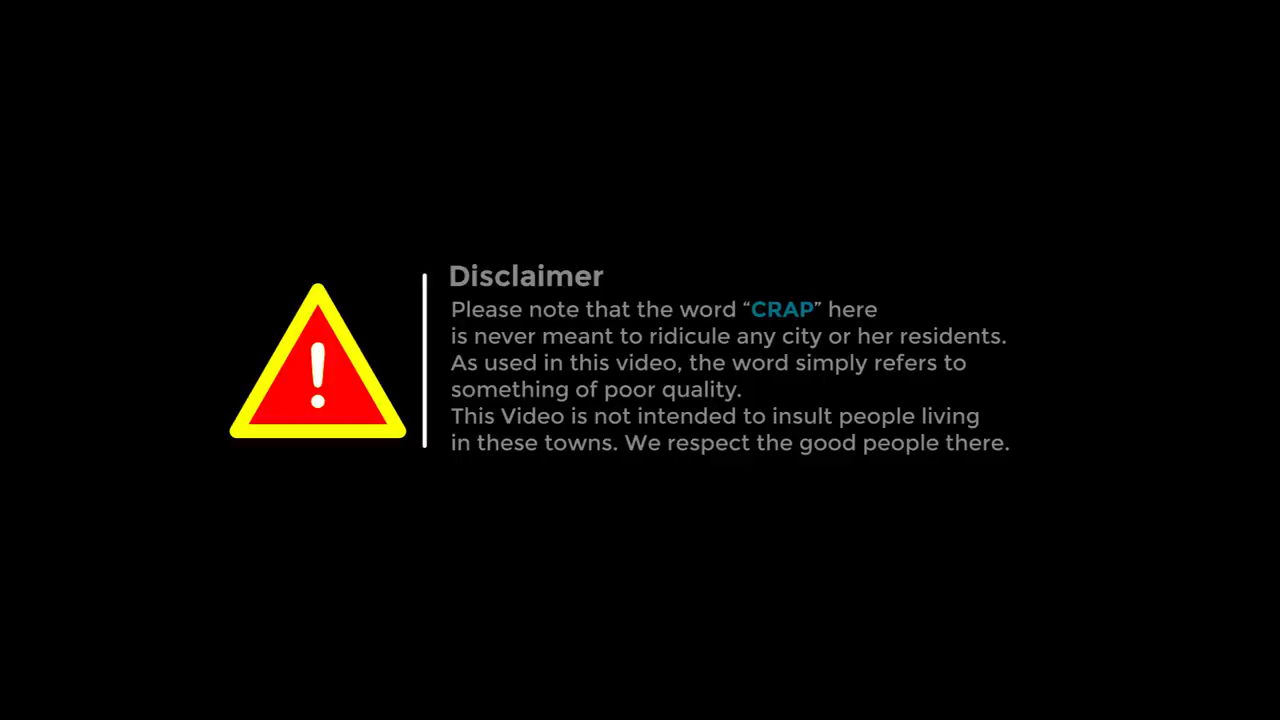 Disclaimer
Please note that the word “CRAP” here
is never meant to ridicule any city or her residents.
As used in this video, the word simply refers to
something of poor quality.
This Video is not intended to insult people living
in these towns. We respect the good people there.